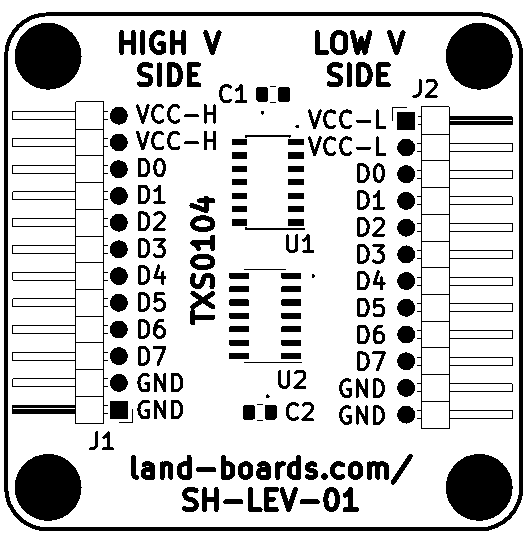 HIGH V
SIDE
LOW V
SIDE
C1
J2
VCC-H
VCC-H
D0
D1
D2
D3
D4
D5
D6
D7
GND
GND
J1
TXS0104
U1
U2
C2
VCC-L
VCC-L
D0
D1
D2
D3
D4
D5
D6
D7
GND
GND
land-boards.com/
SH-LEV-01